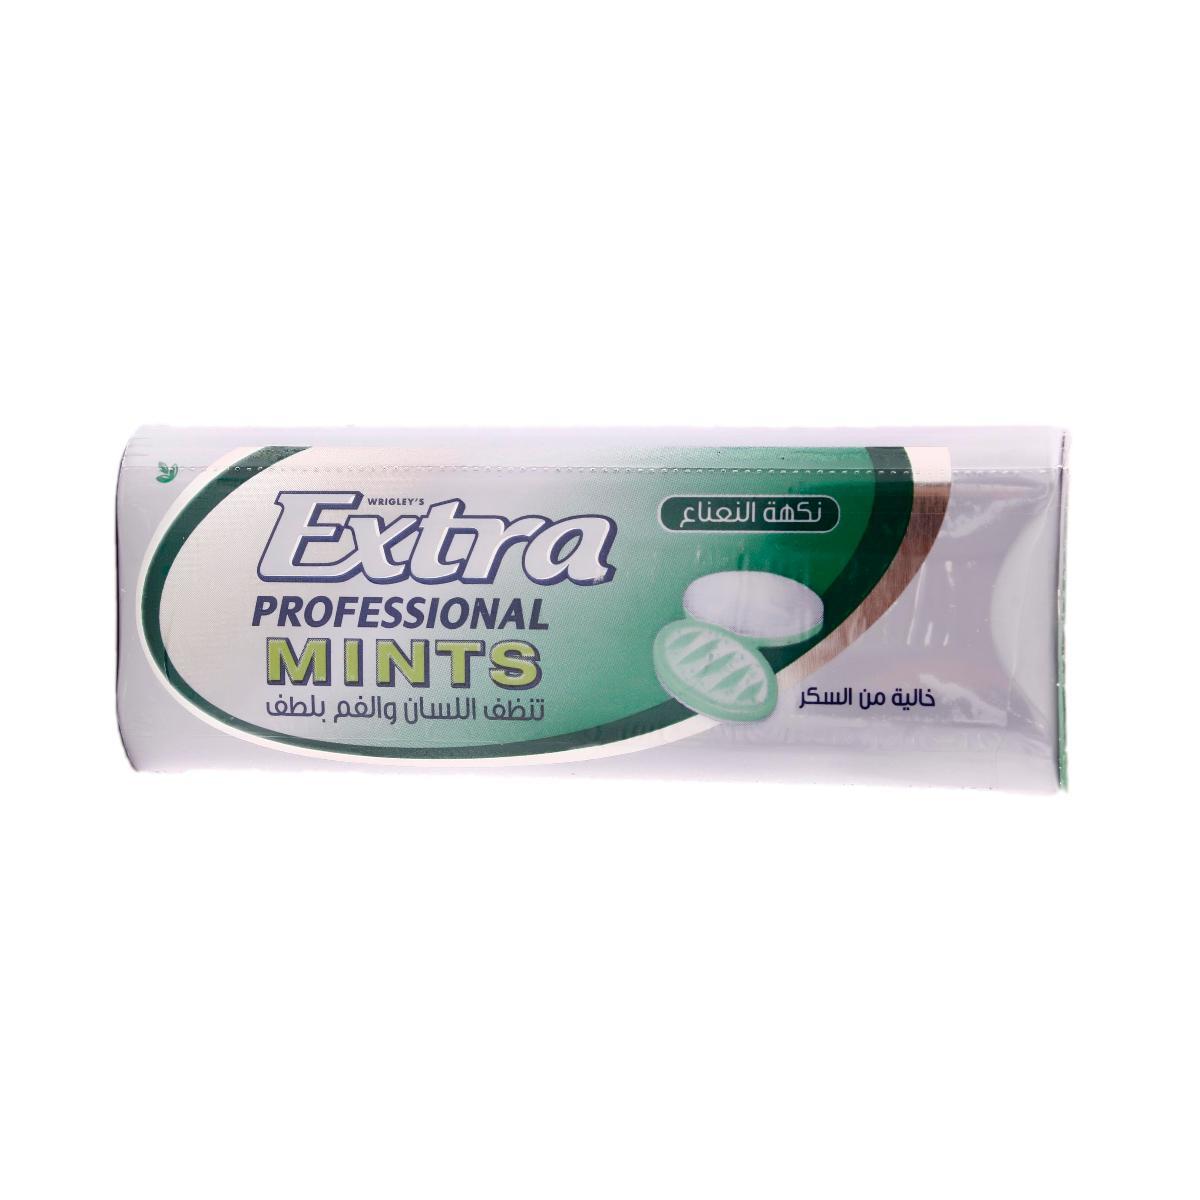 WRIGLEY'S
Extra
PROFESSIONAL
MINTS
تنظف اللسان والفم بلطف
نكهة النعناع
خالية من السكر